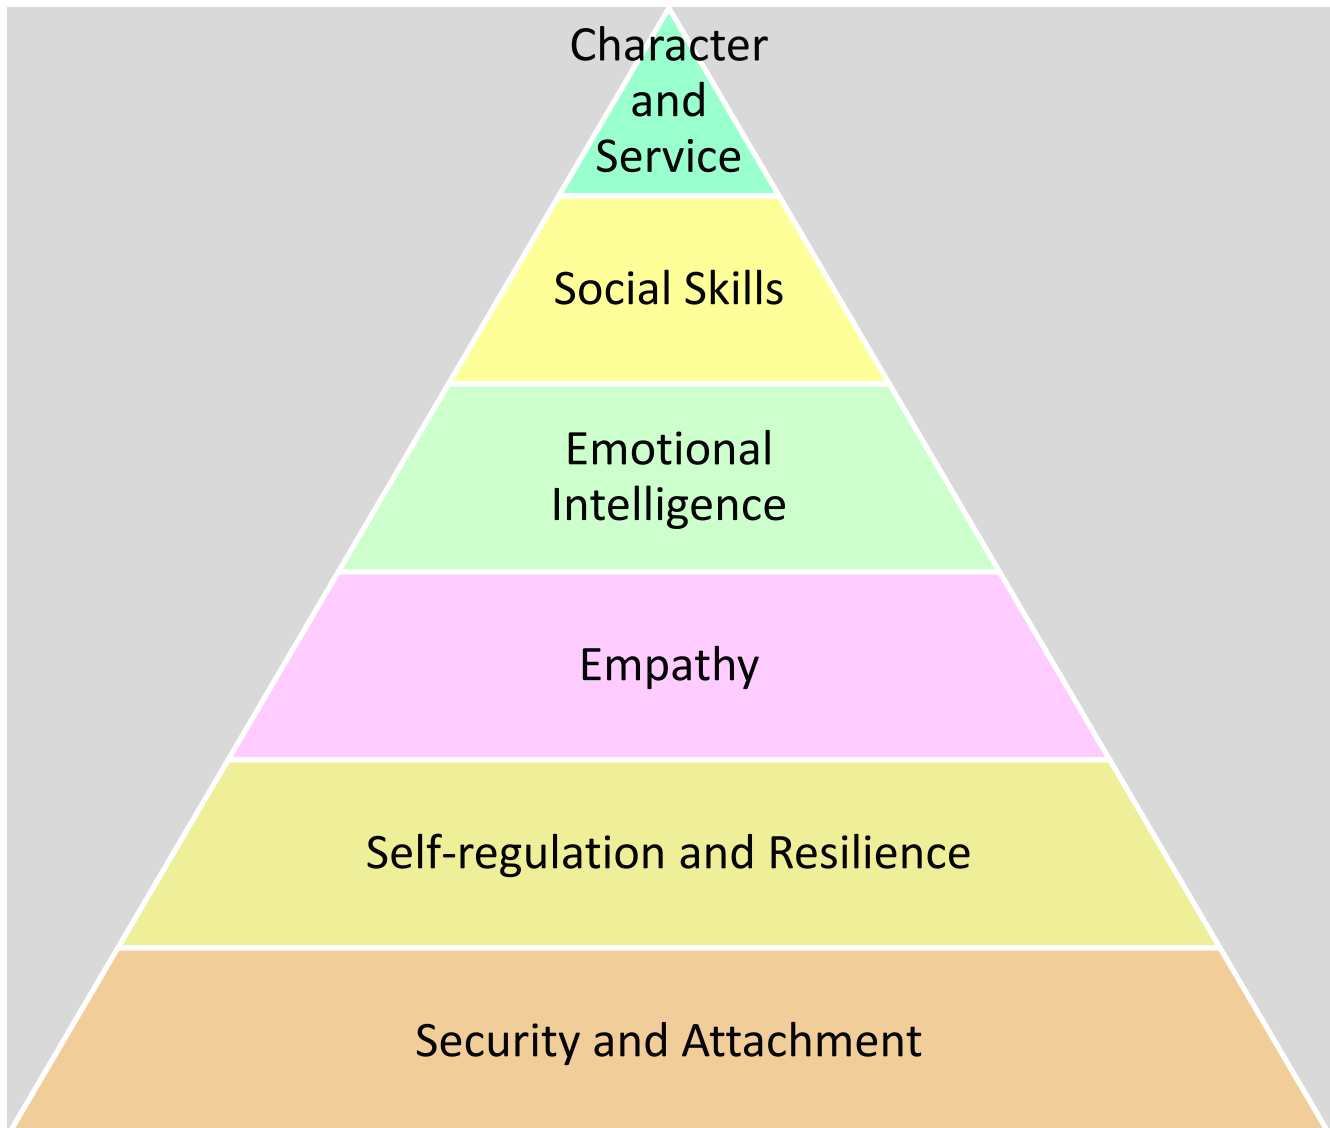 Character
and
Service
Social Skills
Emotional
Intelligence
Empathy
Self-regulation and Resilience
Security and Attachment